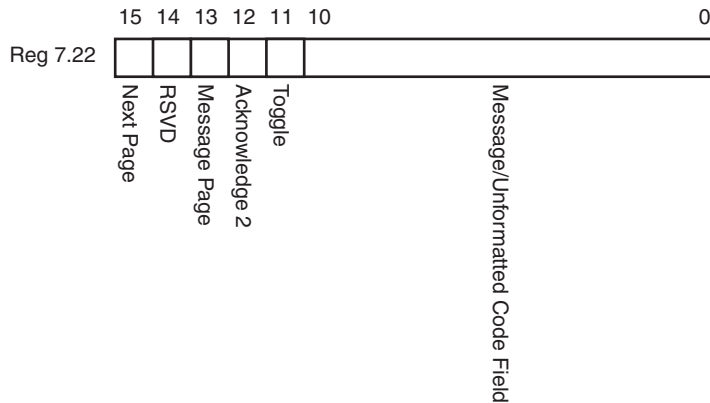 15 14 13 12 11 10 0
Reg 7.22
Next Page
RSVD
Message Page
Acknowledge 2
Toggle
Message/Unformatted Code Field